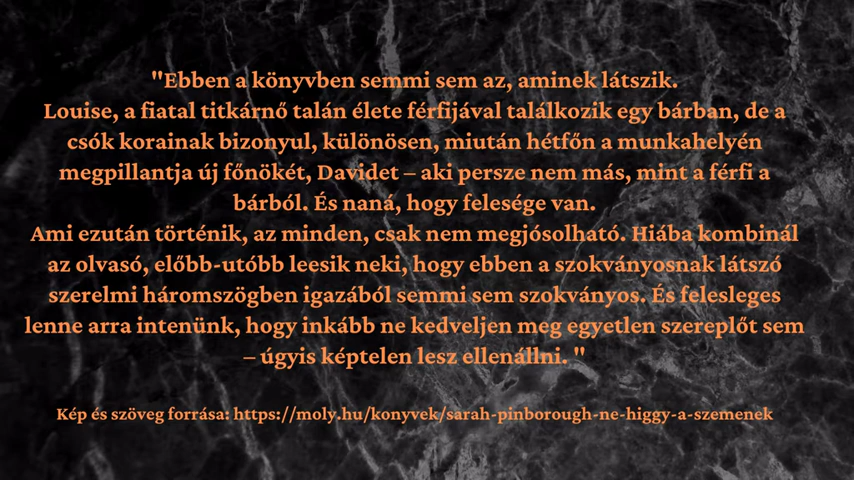 "Ebben a könyvben semmi sem az, aminek látszik.
Louise, a fiatal titkárnő talán élete férfijával találkozik egy bárban, de a
csók korainak bizonyul, különösen, miután hétfőn a munkahelyén
megpillantja új főnökét, Davidet – aki persze nem más, mint a férfi a
bárból. És naná, hogy felesége van.
Ami ezután történik, az minden, csak nem megjósolható. Hiába kombinál
az olvasó, előbb-utóbb leesik neki, hogy ebben a szokványosnak látszó
szerelmi háromszögben igazából semmi sem szokványos. És felesleges
lenne arra intenünk, hogy inkább ne kedveljen meg egyetlen szereplőt sem
– úgyis képtelen lesz ellenállni. "
Kép és szöveg forrása: https://moly.hu/konyvek/sarah-pinborough-ne-higgy-a-szemenek